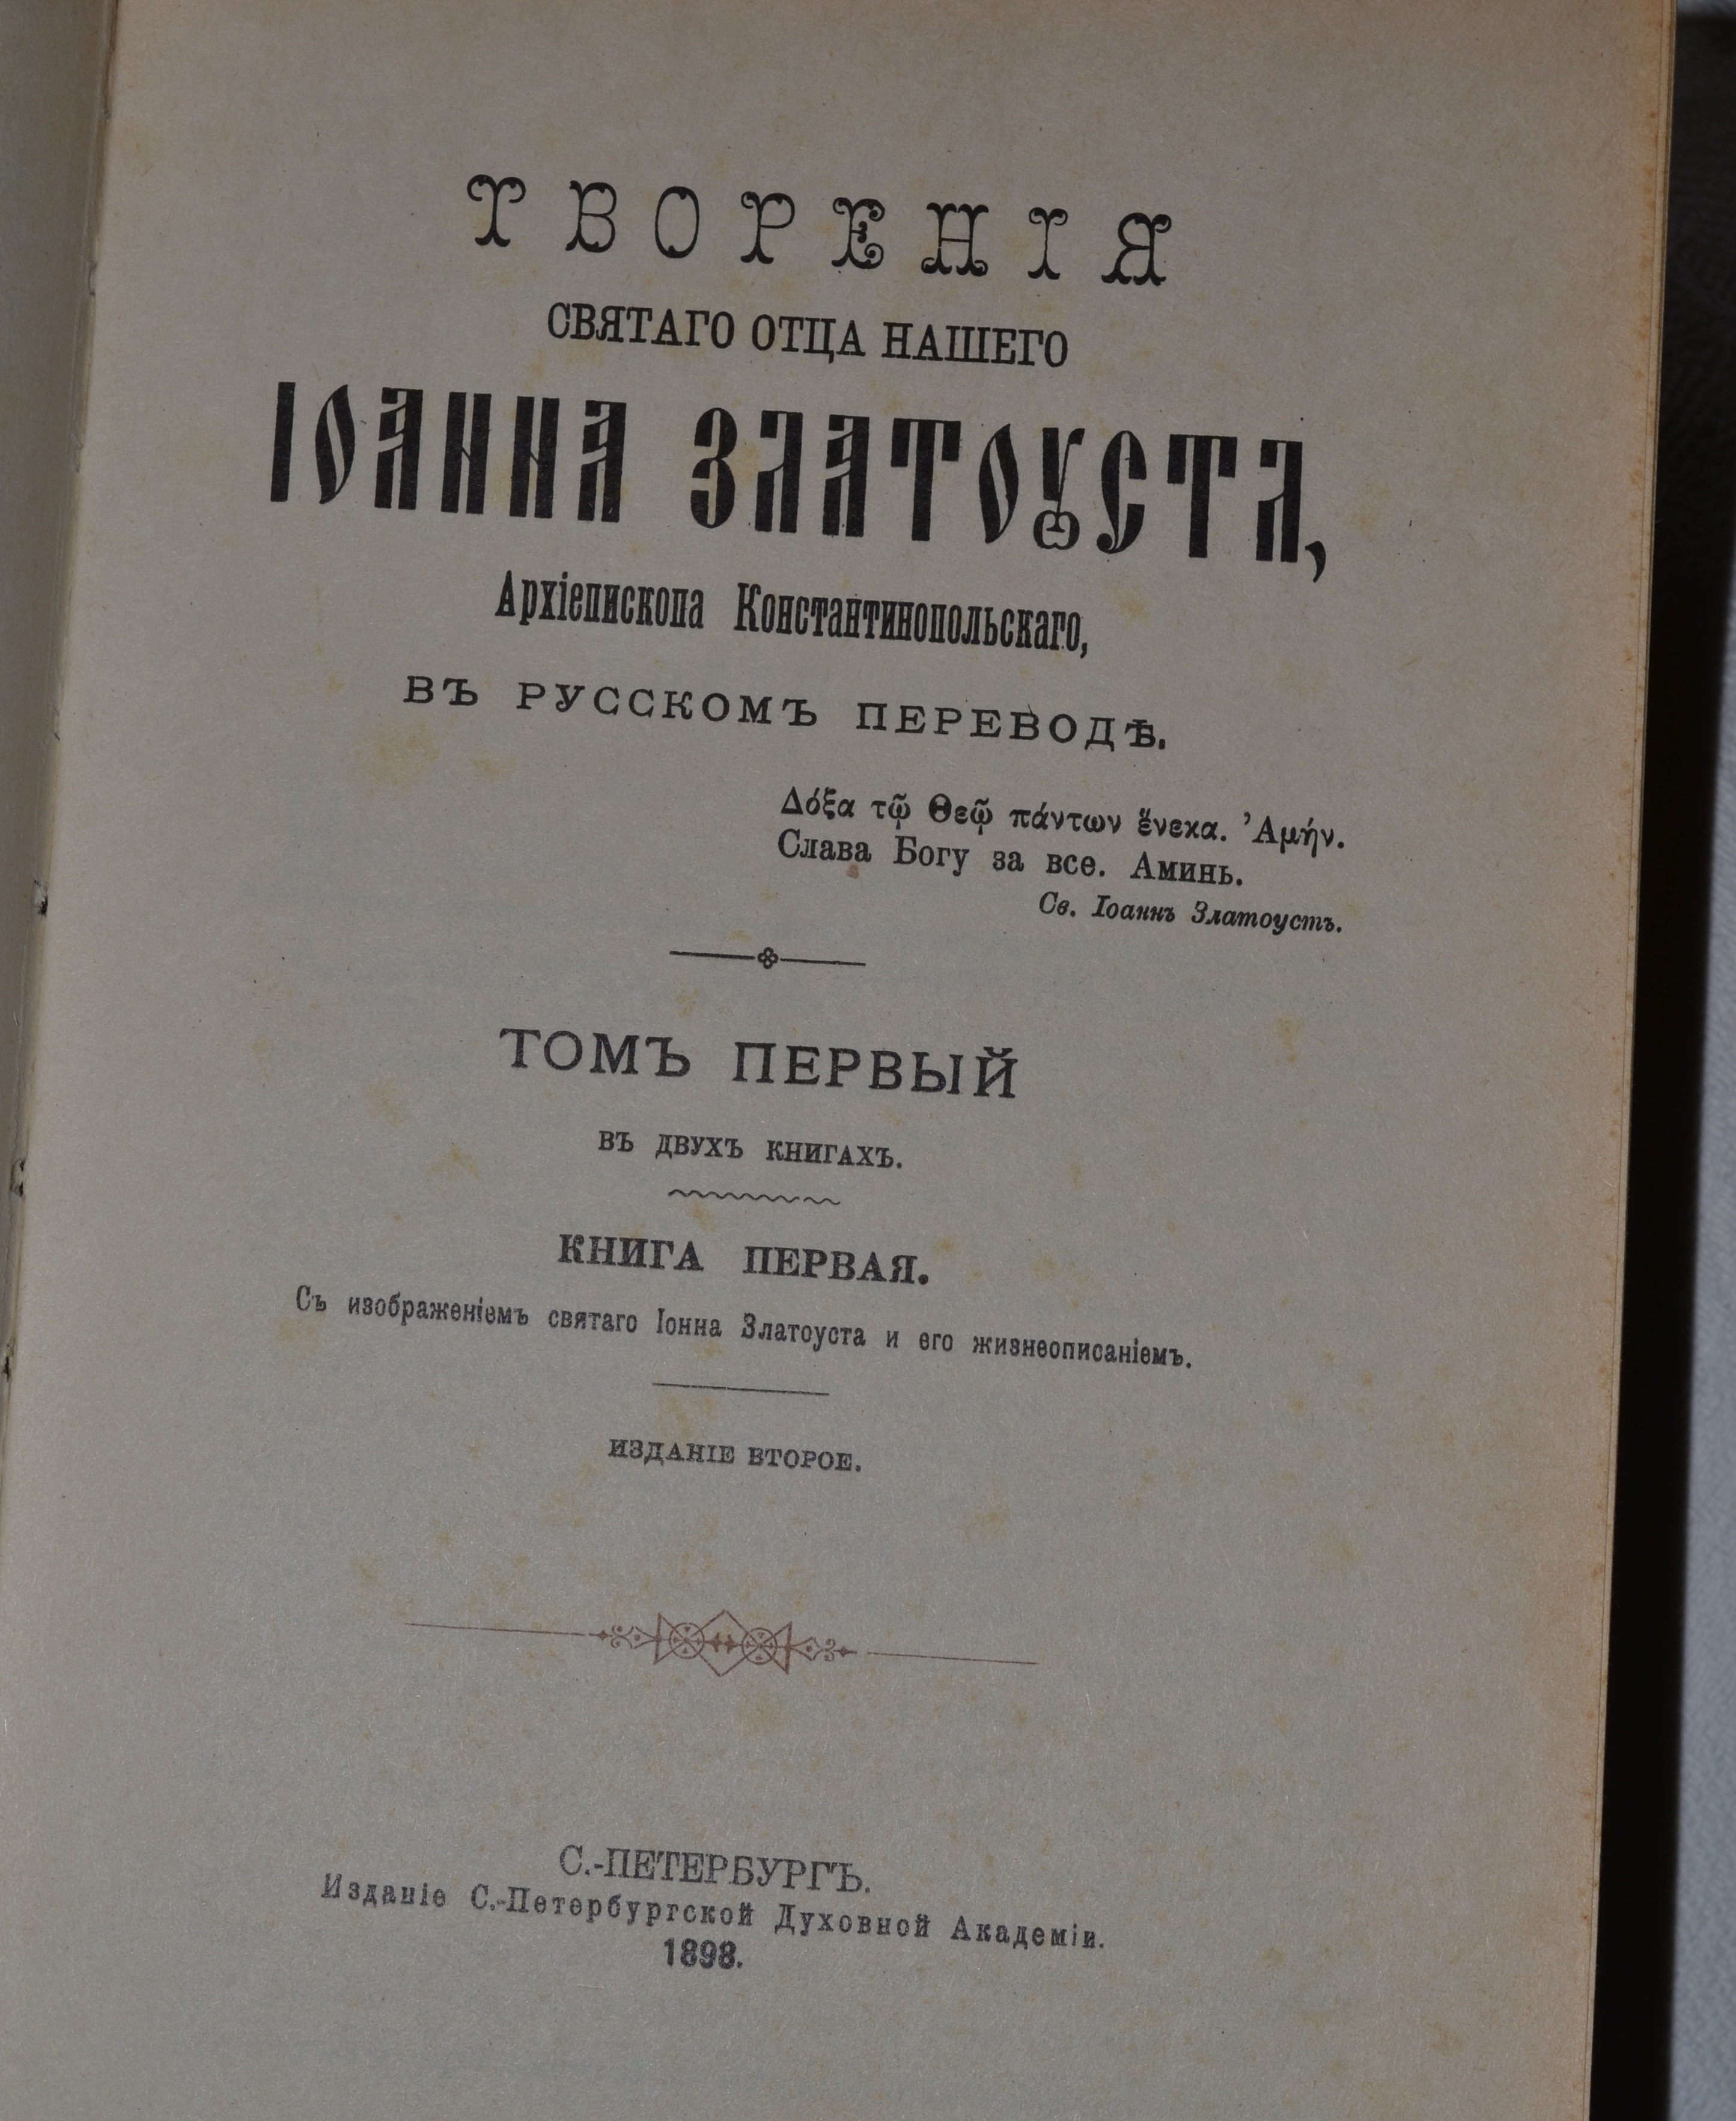 ТВОРЕНІЯ
СВЯТАГО ОТЦА НАШЕГО
ІОАННА ЗЛАТОУСТА,
Архіепископа Константинопольскаго,
ВЪ РУССКОМЪ ПЕРЕВОДѢ.
Δόξα τῷ Θεῷ πάντων ἕνεκα. Ἀμήν.
Слава Богу за все. Аминь.
Св. Іоаннъ Златоустъ.
ТОМЪ ПЕРВЫЙ
ВЪ ДВУХЪ КНИГАХЪ.
КНИГА ПЕРВАЯ.
Съ изображеніемъ святаго Іонна Златоуста и его жизнеописаніемъ.
ИЗДАНІЕ ВТОРОЕ.
С.-ПЕТЕРБУРГЪ.
Изданіе С.-Петербургской Духовной Академіи.
1898.